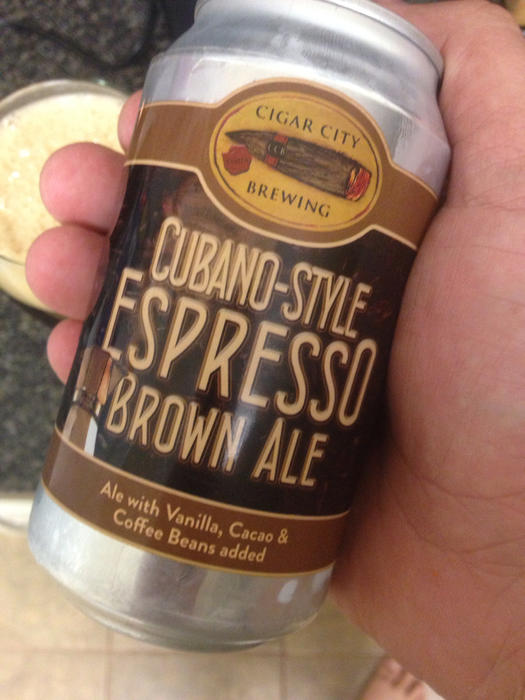 CIGAR CITY
CCB
BREWING
CUBANO-STYLE
ESPRESSO
BROWN ALE
Ale with Vanilla, Cacao &
Coffee Beans added